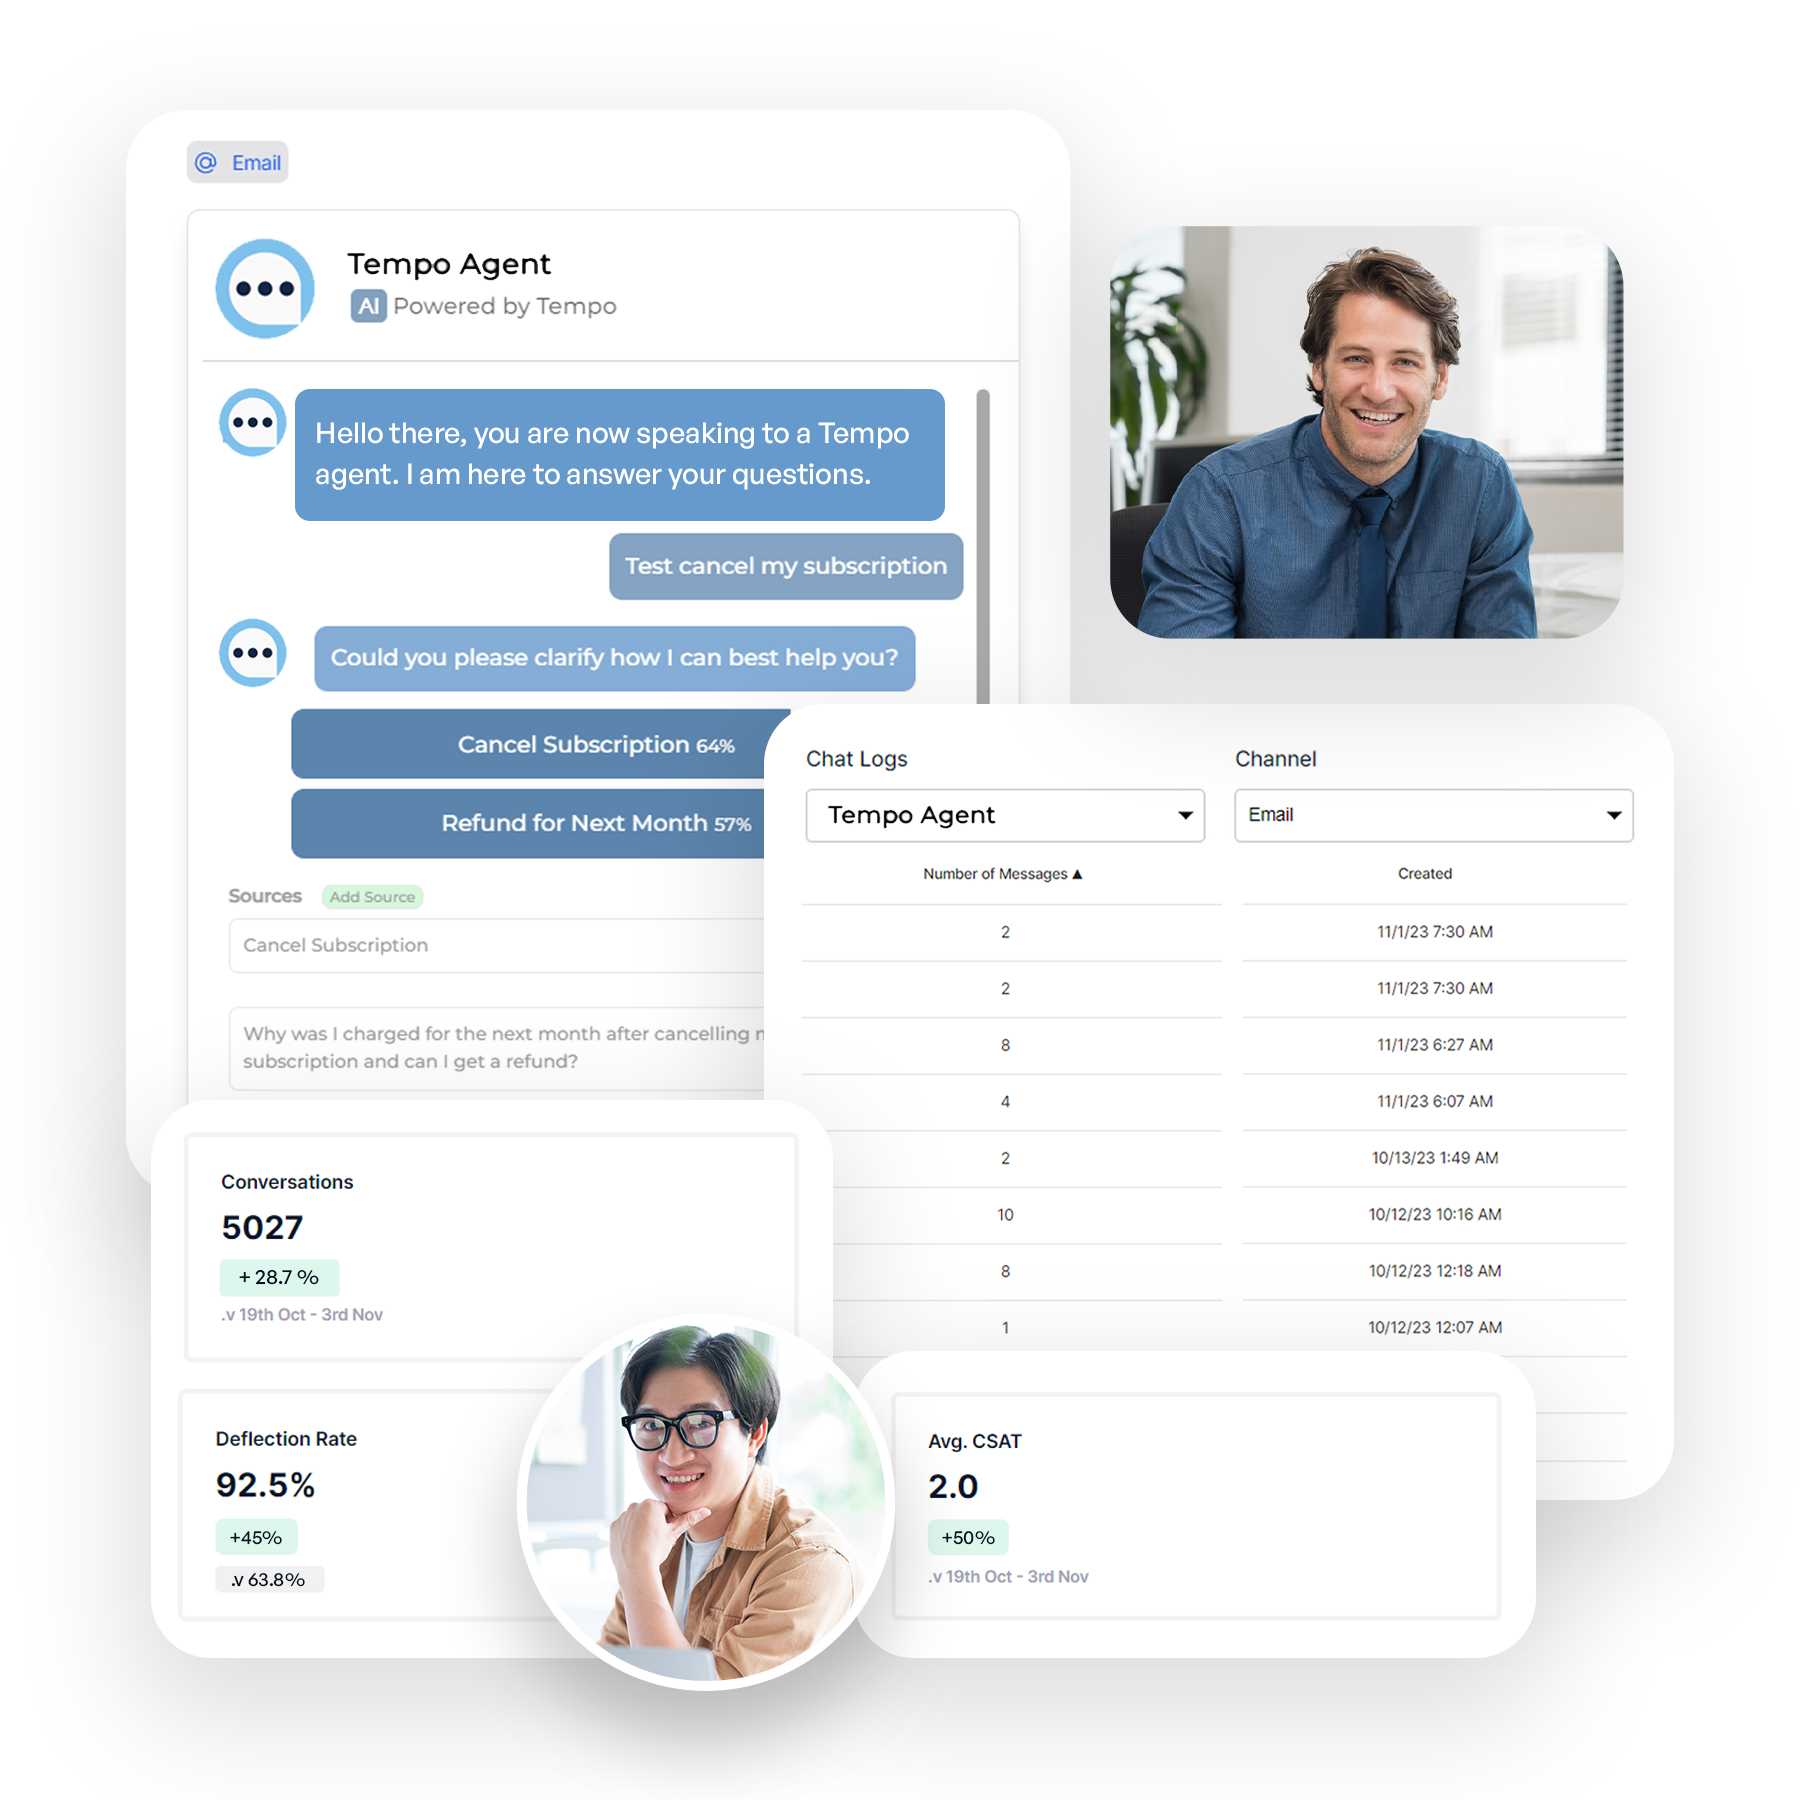 @ Email
Tempo Agent
AI Powered by Tempo
Hello there, you are now speaking to a Tempo
agent. I am here to answer your questions.
Test cancel my subscription
Could you please clarify how I can best help you?
Cancel Subscription 64%
Refund for Next Month 57%
Sources Add Source
Cancel Subscription
Why was I charged for the next month after cancelling
subscription and can I get a refund?
Chat Logs Channel
Tempo Agent Email
Number of Messages ▲ Created
2 11/1/23 7:30 AM
2 11/1/23 7:30 AM
8 11/1/23 6:27 AM
4 11/1/23 6:07 AM
2 10/13/23 1:49 AM
10 10/12/23 10:16 AM
8 10/12/23 12:18 AM
1 10/12/23 12:07 AM
Conversations
5027
+ 28.7 %
.v 19th Oct - 3rd Nov
Deflection Rate
92.5%
+45%
.v 63.8%
Avg. CSAT
2.0
+50%
.v 19th Oct - 3rd Nov